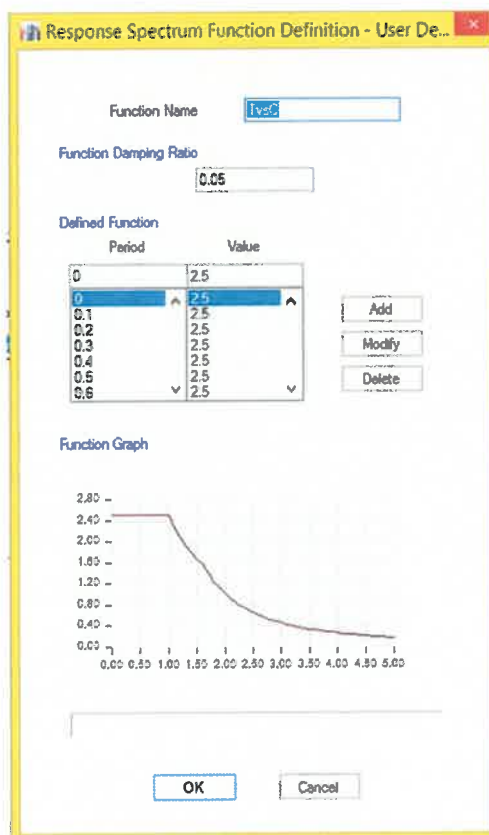 Response Spectrum Function Definition - User De...
Function Name
TvsC
Function Damping Ratio
0.05
Defined Function
Period Value
0 2.5
0 2.5
0.1 2.5
0.2 2.5
0.3 2.5
0.4 2.5
0.5 2.5
0.6 2.5
Add
Modify
Delete
Function Graph
2.80
2.40
2.00
1.60
1.20
0.80
0.40
0.00
0.00 0.50 1.00 1.50 2.00 2.50 3.00 3.50 4.00 4.50 5.00
OK Cancel